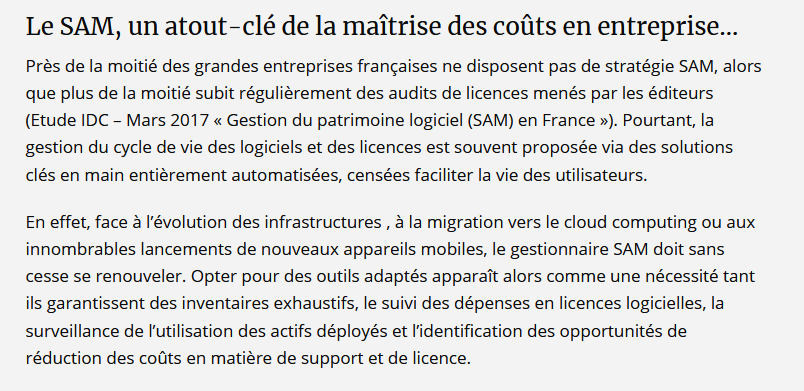 Le SAM, un atout-clé de la maîtrise des coûts en entreprise...
Près de la moitié des grandes entreprises françaises ne disposent pas de stratégie SAM, alors
que plus de la moitié subit régulièrement des audits de licences menés par les éditeurs
(Etude IDC – Mars 2017 « Gestion du patrimoine logiciel (SAM) en France »). Pourtant, la
gestion du cycle de vie des logiciels et des licences est souvent proposée via des solutions
clés en main entièrement automatisées, censées faciliter la vie des utilisateurs.
En effet, face à l’évolution des infrastructures , à la migration vers le cloud computing ou aux
innombrables lancements de nouveaux appareils mobiles, le gestionnaire SAM doit sans
cesse se renouveler. Opter pour des outils adaptés apparaît alors comme une nécessité tant
ils garantissent des inventaires exhaustifs, le suivi des dépenses en licences logicielles, la
surveillance de l’utilisation des actifs déployés et l’identification des opportunités de
réduction des coûts en matière de support et de licence.